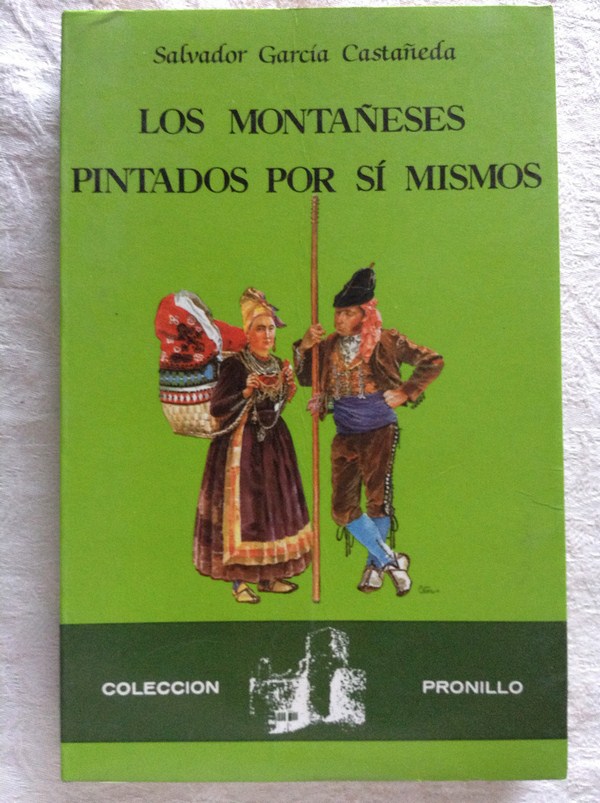 Salvador García Castañeda
LOS MONTAÑESES
PINTADOS POR SÍ MISMOS
COLECCION PRONILLO